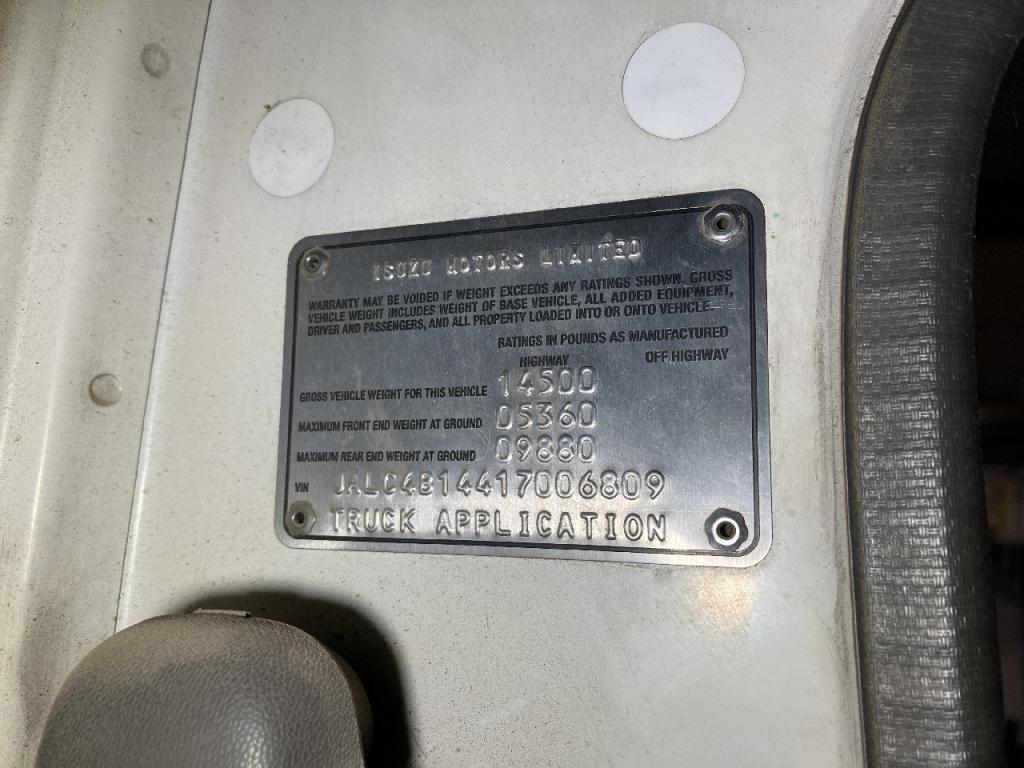 ISUZU MOTORS LIMITED
WARRANTY MAY BE VOIDED IF WEIGHT EXCEEDS ANY RATINGS SHOWN. GROSS
VEHICLE WEIGHT INCLUDES WEIGHT OF BASE VEHICLE, ALL ADDED EQUIPMENT,
DRIVER AND PASSENGERS, AND ALL PROPERTY LOADED INTO OR ONTO VEHICLE.
RATINGS IN POUNDS AS MANUFACTURED
HIGHWAY OFF.HIGHWAY
GROSS VEHICLE WEIGHT FOR THIS VEHICLE 14500
MAXIMUM FRONT END WEIGHT AT GROUND 05360
MAXIMUM REAR END WEIGHT AT GROUND 09880
VIN JALC4B14417006809
TRUCK APPLICATION